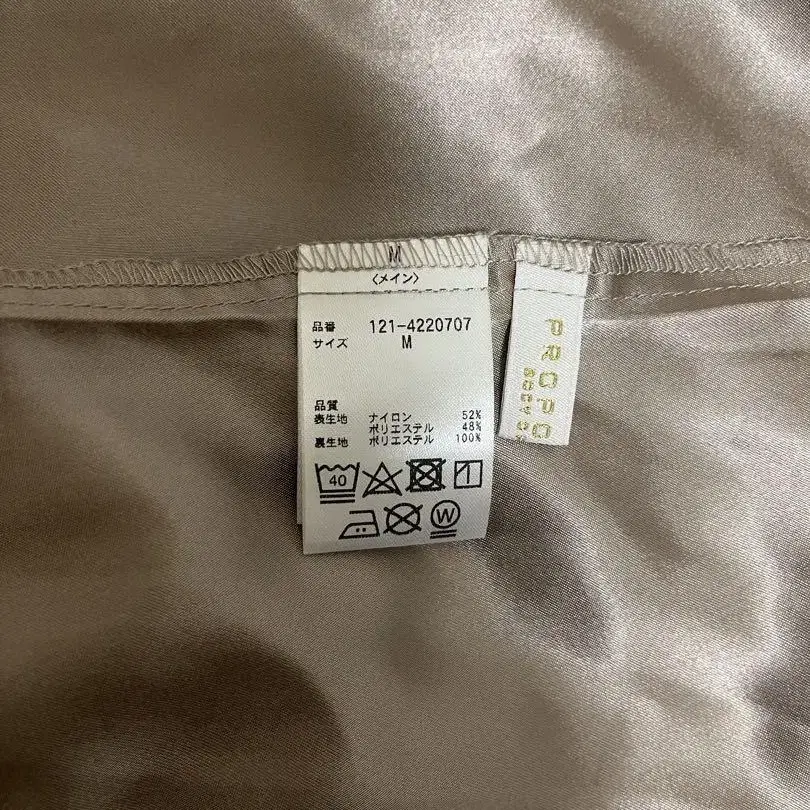 M
〈メイン〉
品番 121-4220707
サイズ M
品質
表生地 ナイロン 52%
ポリエステル 48%
裏生地 ポリエステル 100%
40
W
PROPO
BODY D